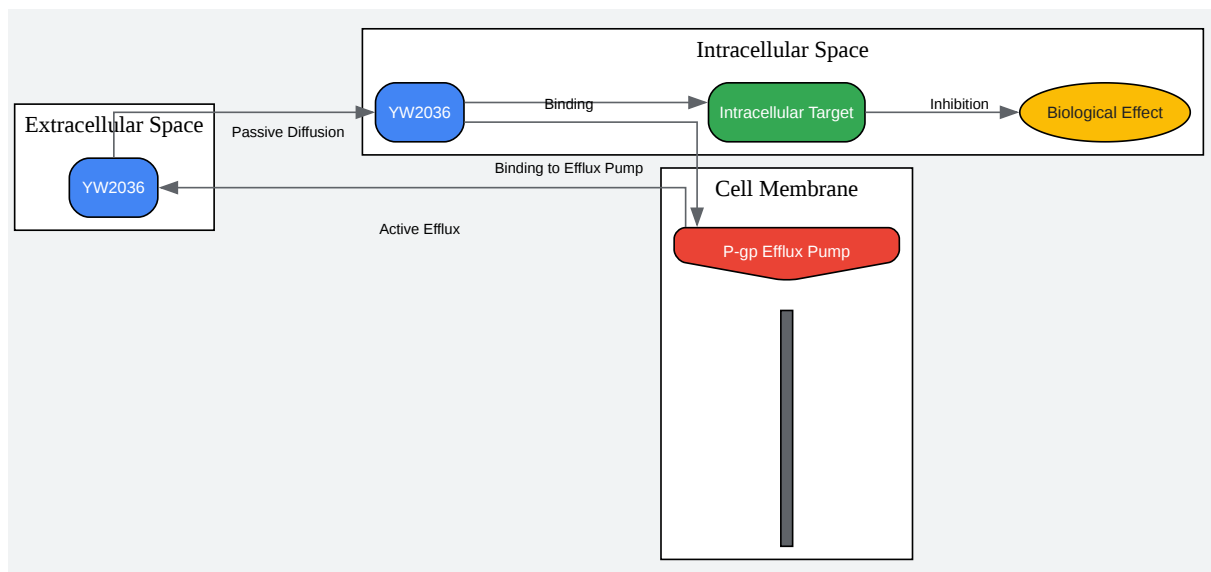 Intracellular Space
YW2036
Binding
Intracellular Target
Inhibition
Biological Effect
Extracellular Space
Passive Diffusion
YW2036
Binding to Efflux Pump
Cell Membrane
Active Efflux
P-gp Efflux Pump